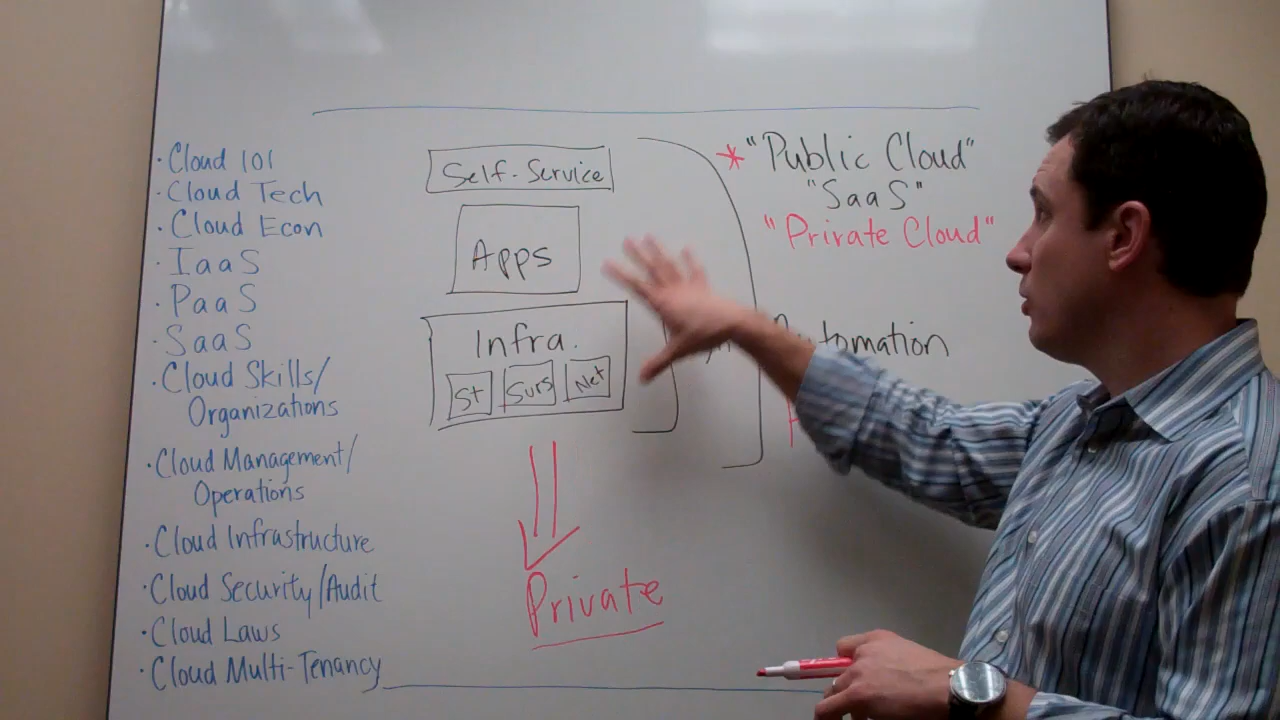 · Cloud 101
· Cloud Tech
· Cloud Econ
· IaaS
· PaaS
· SaaS
· Cloud Skills/
Organizations
· Cloud Management/
Operations
· Cloud Infrastructure
· Cloud Security/Audit
· Cloud Laws
· Cloud Multi-Tenancy
Self-Service
Apps
Infra.
St Svrs Net
Private
* "Public Cloud"
"SaaS"
"Private Cloud"
Automation